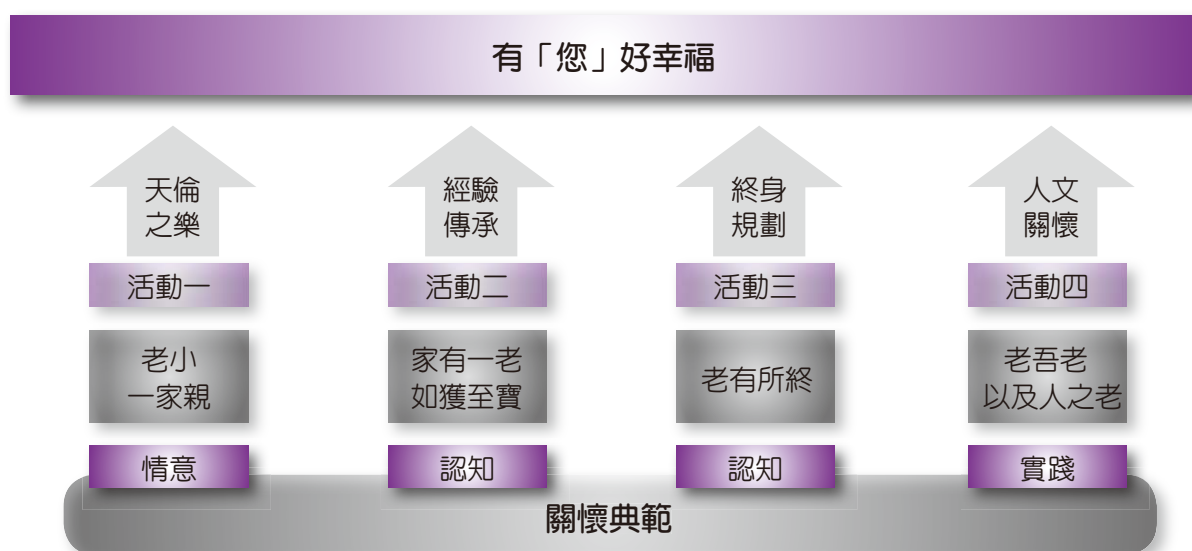 有「您」好幸福
天倫
之樂
經驗
傳承
終身
規劃
人文
關懷
活動一
活動二
活動三
活動四
老小
一家親
家有一老
如獲至寶
老有所終
老吾老
以及人之老
情意
認知
認知
實踐
關懷典範